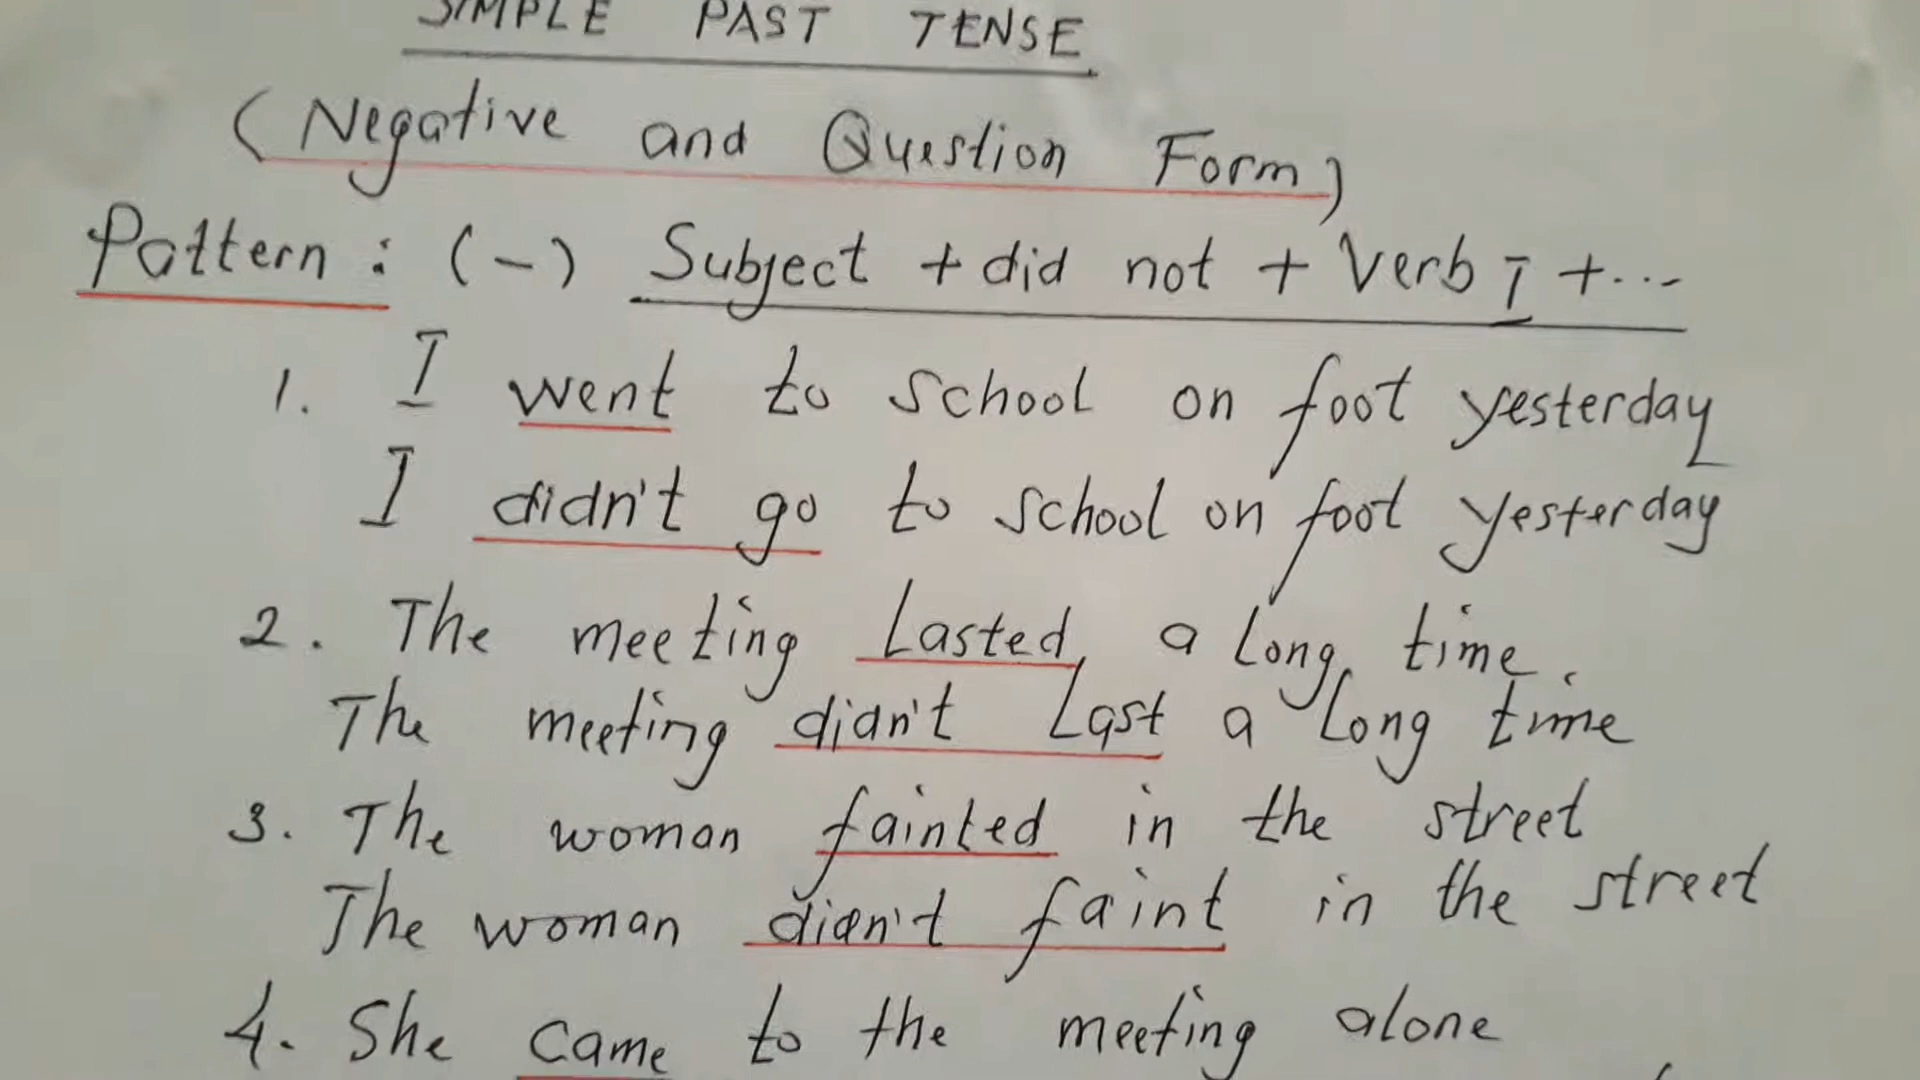 SIMPLE PAST TENSE
(Negative and Question Form)
Pattern : (-) Subject + did not + Verb I +...
1. I went to school on foot yesterday
I didn't go to school on foot yesterday
2. The meeting Lasted a long time.
The meeting didn't Last a long time
3. The woman fainted in the street
The woman didn't faint in the street
4. She came to the meeting alone